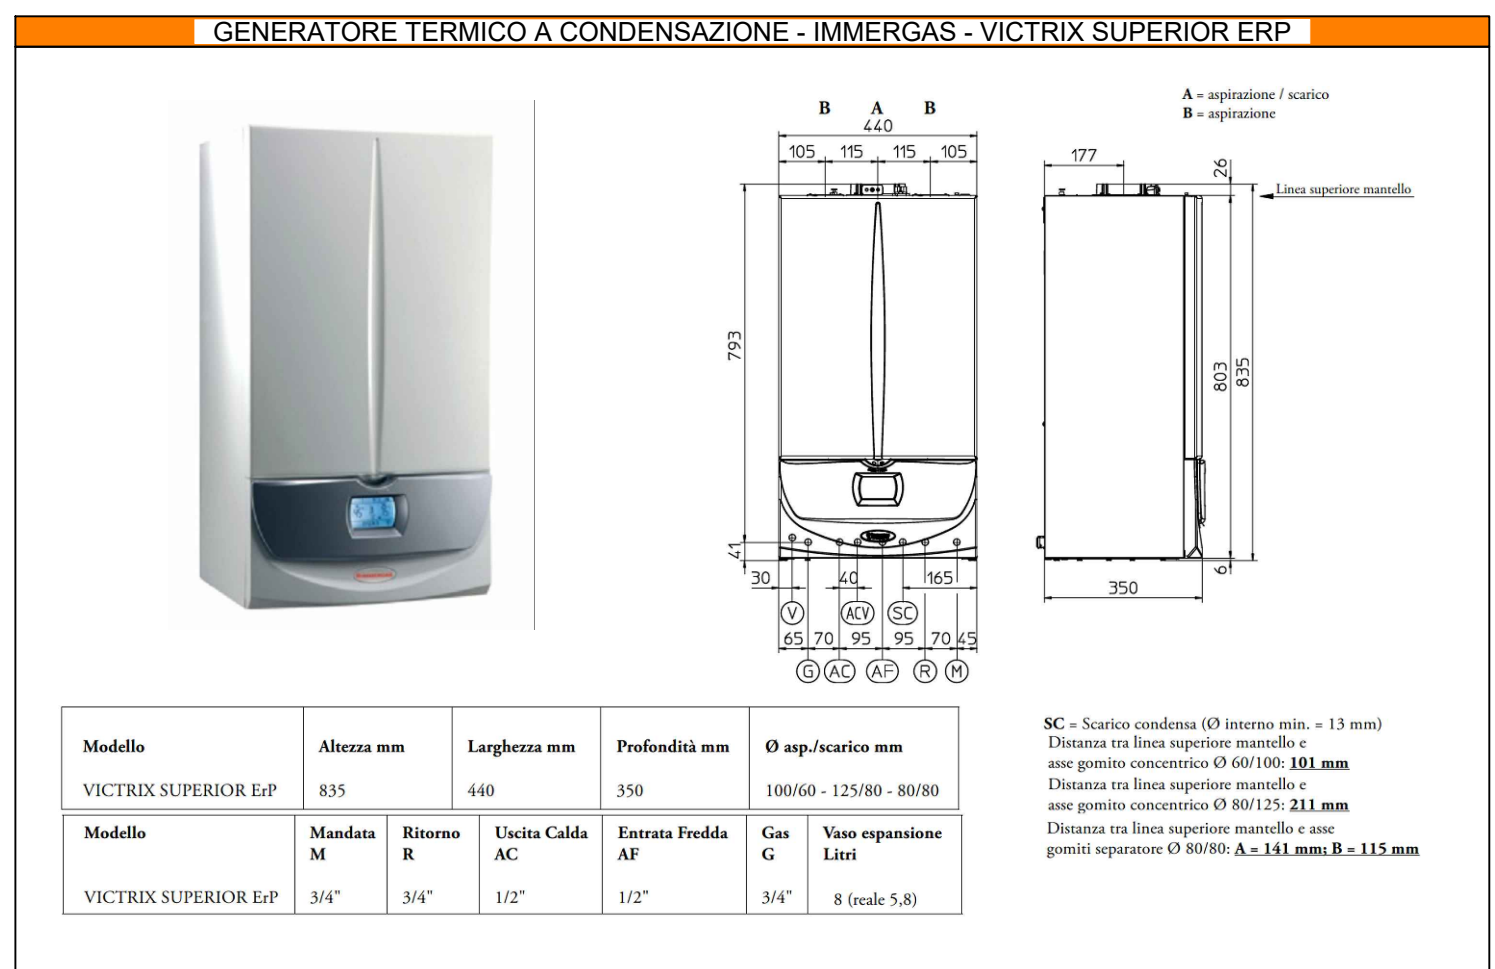 GENERATORE TERMICO A CONDENSAZIONE - IMMERGAS - VICTRIX SUPERIOR ERP
A = aspirazione / scarico
B = aspirazione
B A B
440
105 115 115 105
793
41
30 40 165
V ACV SC
65 70 95 95 70 45
G AC AF R M
177
26
Linea superiore mantello
803
835
6
350
Modello Altezza mm Larghezza mm Profondità mm Ø asp./scarico mm
VICTRIX SUPERIOR ErP 835 440 350 100/60 - 125/80 - 80/80
Modello Mandata Ritorno Uscita Calda Entrata Fredda Gas Vaso espansione
M R AC AF G Litri
VICTRIX SUPERIOR ErP 3/4" 3/4" 1/2" 1/2" 3/4" 8 (reale 5,8)
SC = Scarico condensa (Ø interno min. = 13 mm)
Distanza tra linea superiore mantello e
asse gomito concentrico Ø 60/100: 101 mm
Distanza tra linea superiore mantello e
asse gomito concentrico Ø 80/125: 211 mm
Distanza tra linea superiore mantello e asse
gomiti separatore Ø 80/80: A = 141 mm; B = 115 mm